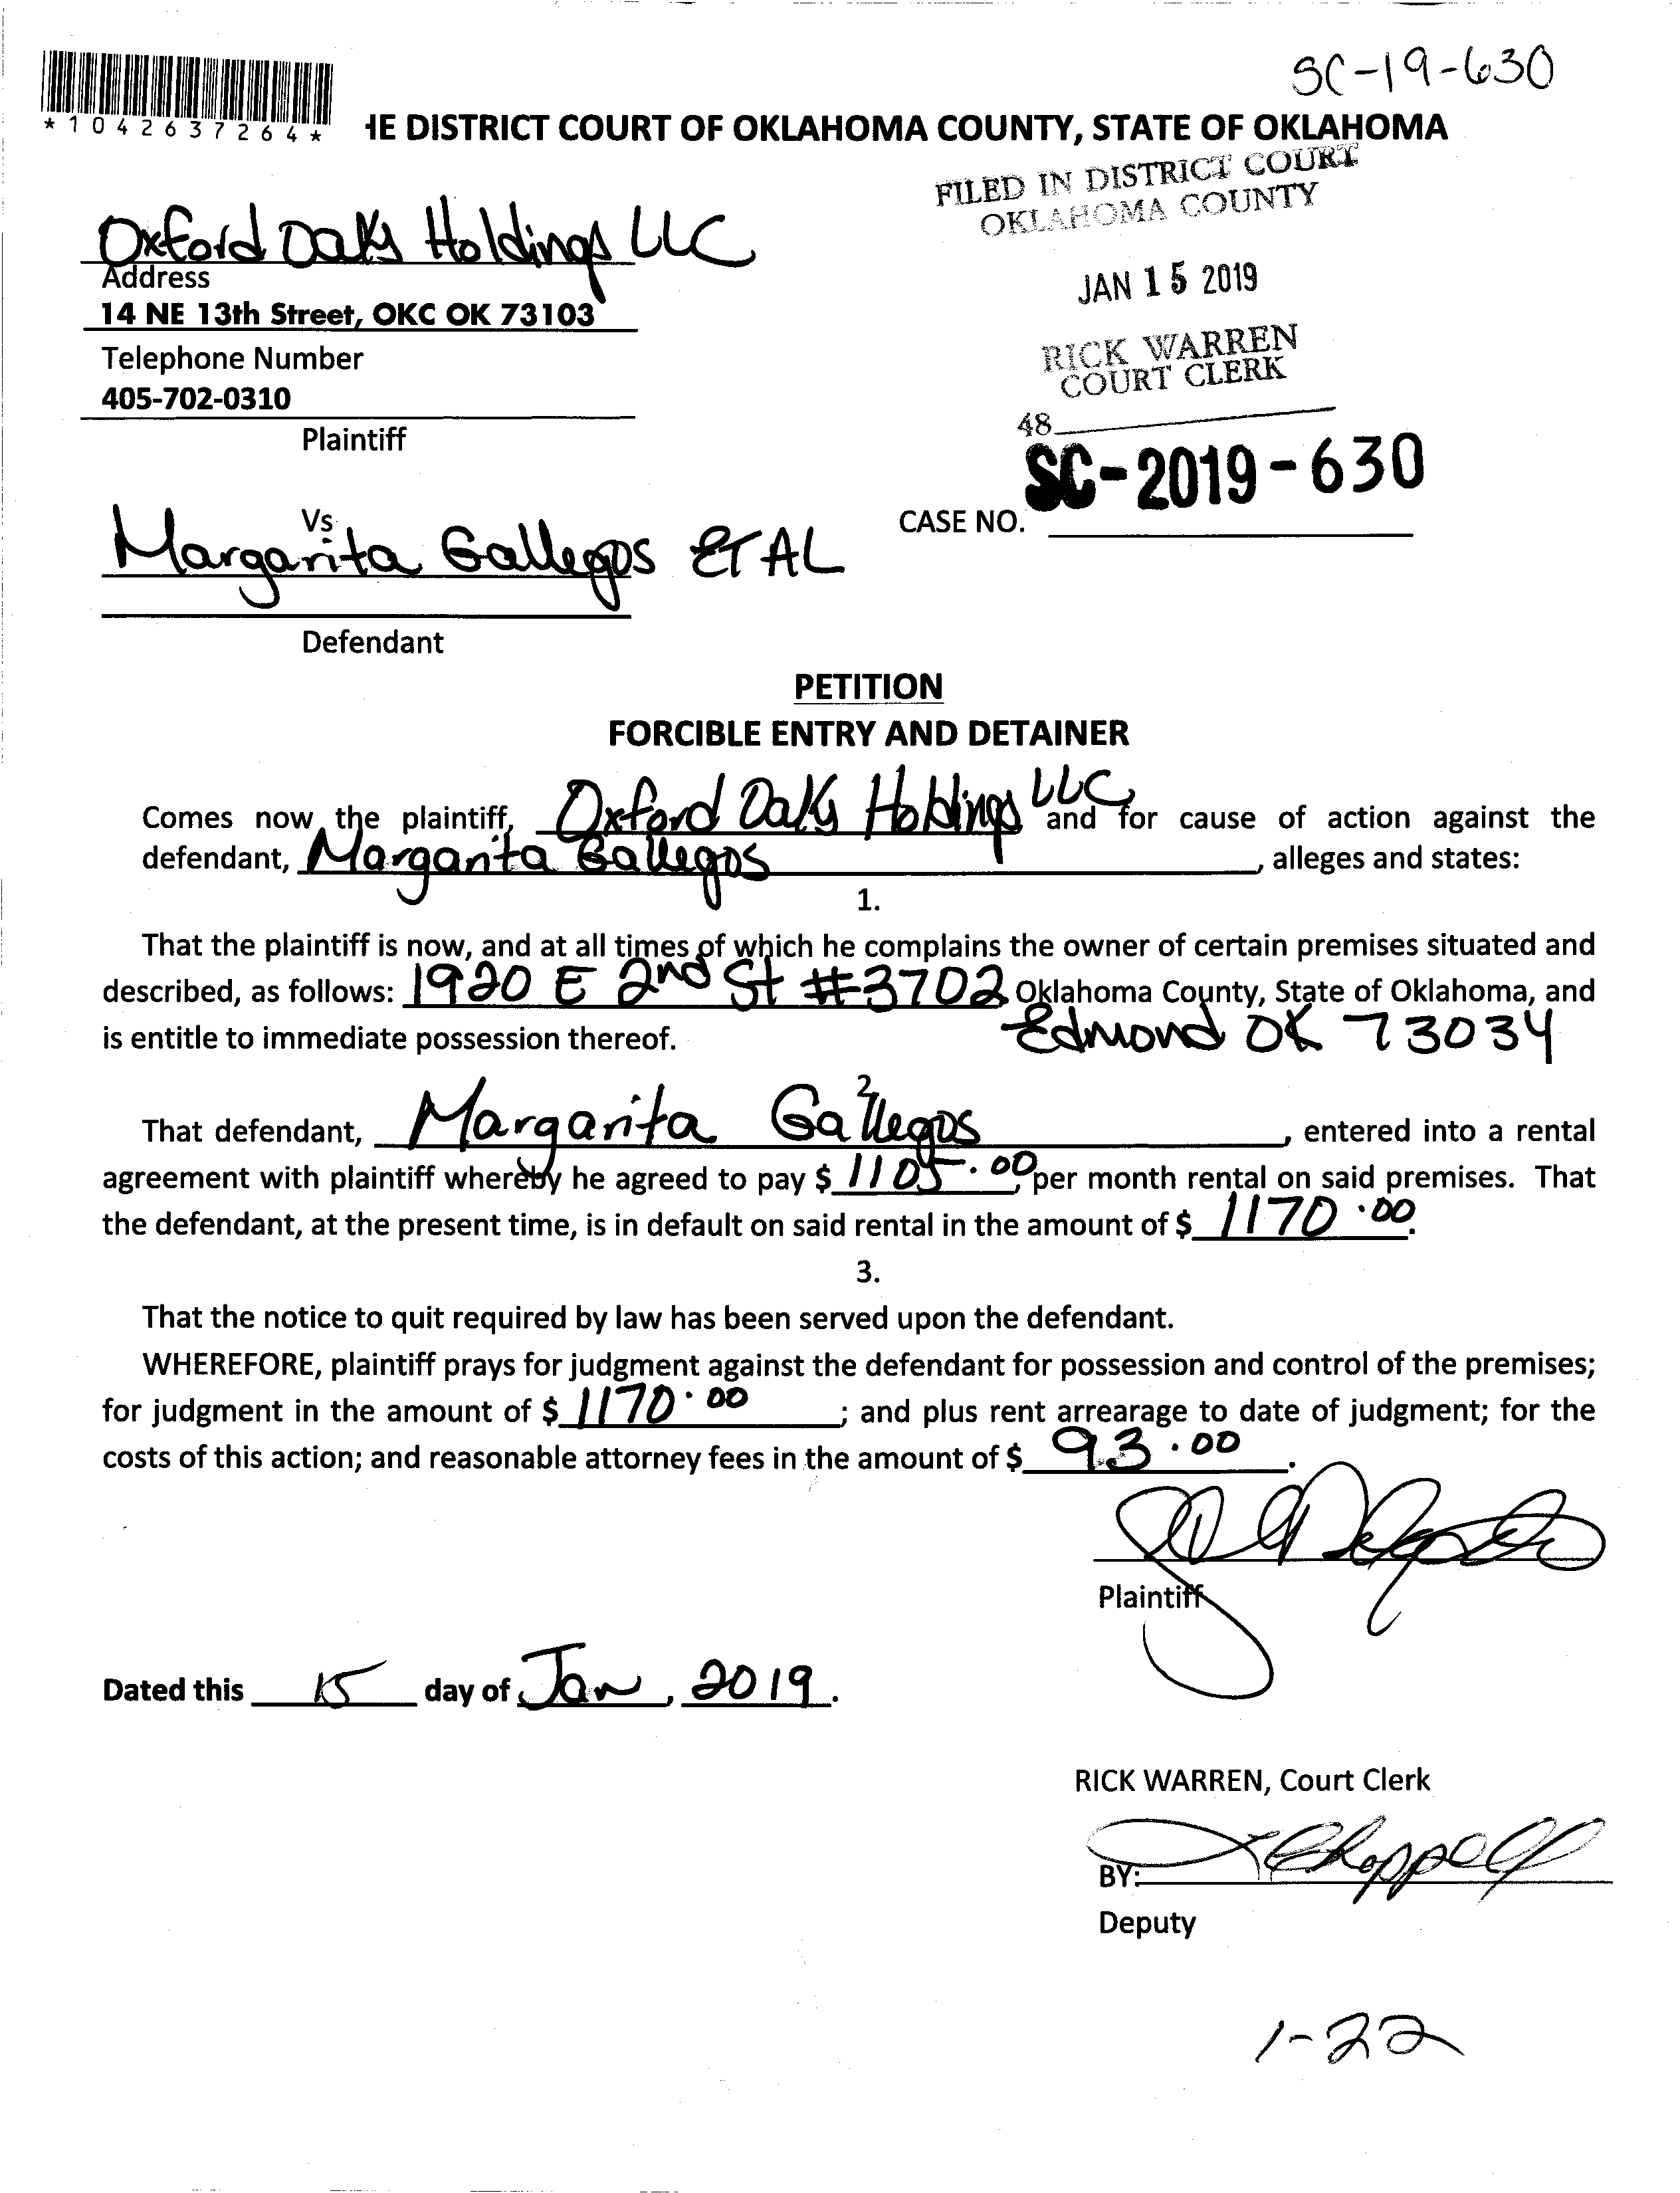 SC-19-630
*1042637264*
HE DISTRICT COURT OF OKLAHOMA COUNTY, STATE OF OKLAHOMA
FILED IN DISTRICT COURT
OKLAHOMA COUNTY
JAN 15 2019
RICK WARREN
COURT CLERK
48
SC-2019-630
CASE NO.
Oxford Oaks Holdings LLC
Address
14 NE 13th Street, OKC OK 73103
Telephone Number
405-702-0310
Plaintiff
Vs
Margarita Gallegos ET AL
Defendant
PETITION
FORCIBLE ENTRY AND DETAINER
Comes now the plaintiff, Oxford Oaks Holdings LLC and for cause of action against the
defendant, Margarita Gallegos, alleges and states:
1.
That the plaintiff is now, and at all times of which he complains the owner of certain premises situated and
described, as follows: 1920 E 2nd St #3702 Oklahoma County, State of Oklahoma, and
is entitle to immediate possession thereof. Edmond OK 73034
2
That defendant, Margarita Gallegos, entered into a rental
agreement with plaintiff whereby he agreed to pay $ 1105.00, per month rental on said premises. That
the defendant, at the present time, is in default on said rental in the amount of $ 1170.00.
3.
That the notice to quit required by law has been served upon the defendant.
WHEREFORE, plaintiff prays for judgment against the defendant for possession and control of the premises;
for judgment in the amount of $ 1170.00; and plus rent arrearage to date of judgment; for the
costs of this action; and reasonable attorney fees in the amount of $ 93.00.
Plaintiff
Dated this 15 day of Jan, 2019.
RICK WARREN, Court Clerk
BY: Chappell
Deputy
1-22